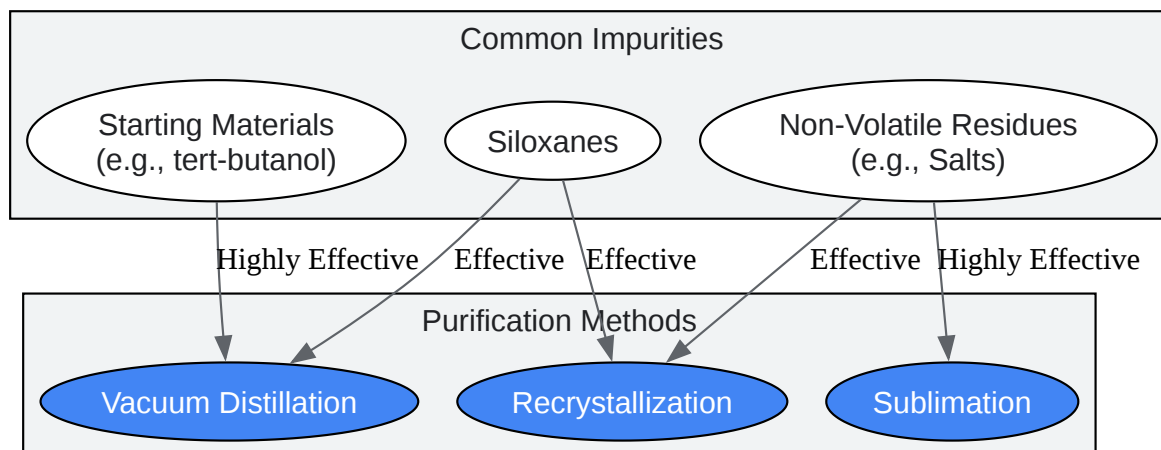 Common Impurities
Starting Materials
(e.g., tert-butanol)
Siloxanes
Non-Volatile Residues
(e.g., Salts)
Highly Effective
Effective
Effective
Effective
Highly Effective
Purification Methods
Vacuum Distillation
Recrystallization
Sublimation